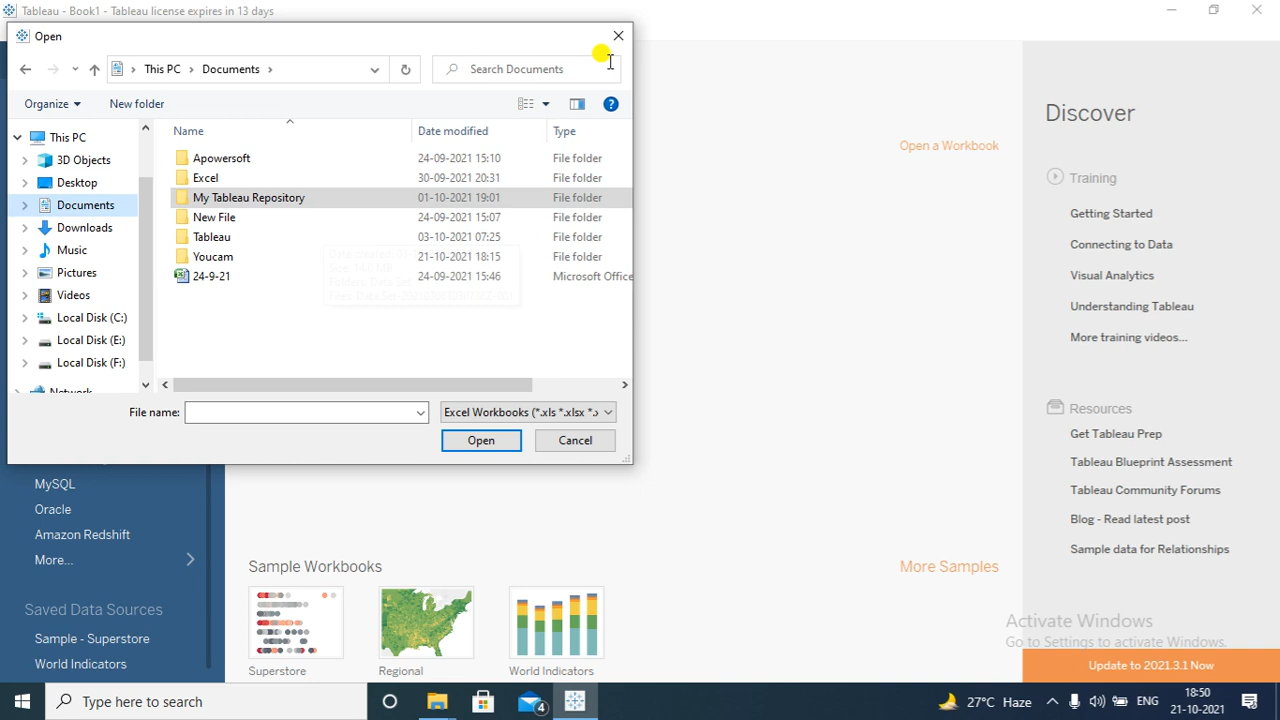 Tableau - Book1 - Tableau license expires in 13 days
Open
This PC > Documents >
Search Documents
Organize
New folder
Name
Date modified
Type
This PC
3D Objects
Desktop
Documents
Downloads
Music
Pictures
Videos
Local Disk (C:)
Local Disk (E:)
Local Disk (F:)
Network
Apowersoft 24-09-2021 15:10 File folder
Excel 30-09-2021 20:31 File folder
My Tableau Repository 01-10-2021 19:01 File folder
New File 24-09-2021 15:07 File folder
Tableau 03-10-2021 07:25 File folder
Youcam 21-10-2021 18:15 File folder
24-9-21 24-09-2021 15:46 Microsoft Office
File name:
Excel Workbooks (*.xls *.xlsx *.x
Open
Cancel
MySQL
Oracle
Amazon Redshift
More...
Saved Data Sources
Sample - Superstore
World Indicators
Open a Workbook
Sample Workbooks
More Samples
Superstore
Regional
World Indicators
Discover
Training
Getting Started
Connecting to Data
Visual Analytics
Understanding Tableau
More training videos...
Resources
Get Tableau Prep
Tableau Blueprint Assessment
Tableau Community Forums
Blog - Read latest post
Sample data for Relationships
Activate Windows
Go to Settings to activate Windows.
Update to 2021.3.1 Now
Type here to search
4
27°C Haze
ENG
18:50
21-10-2021